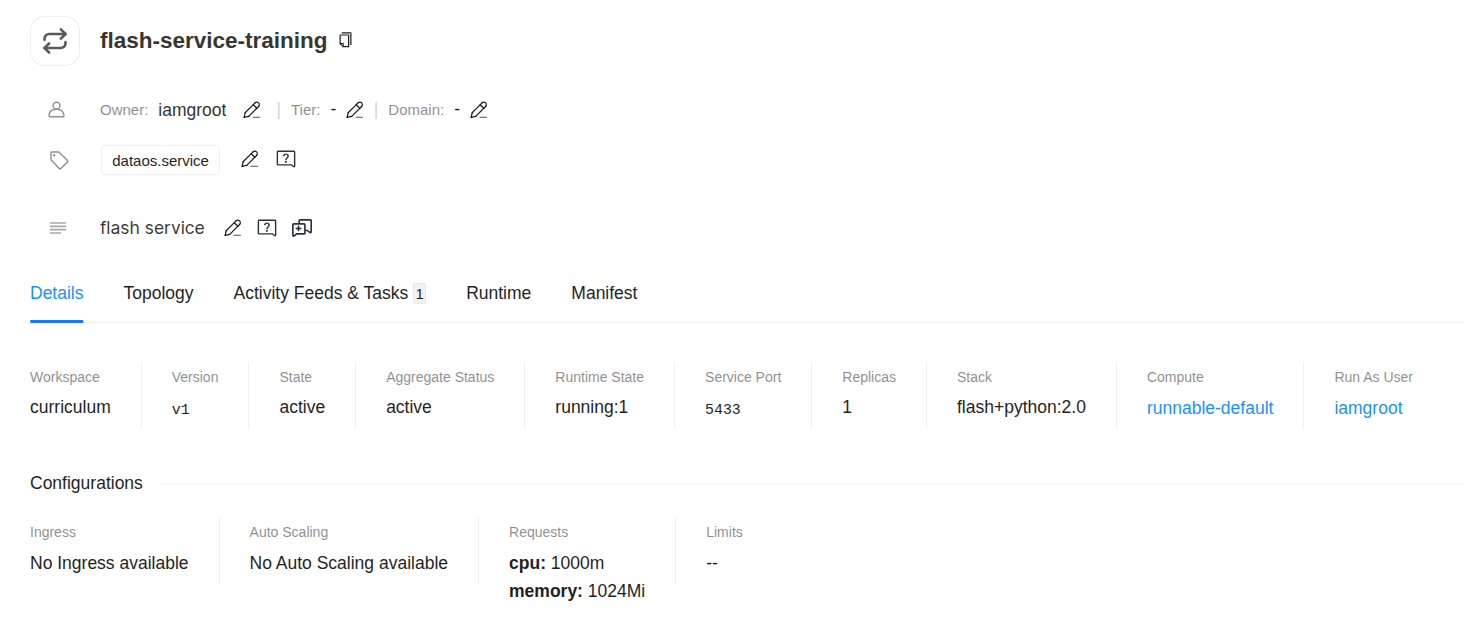 flash-service-training
Owner: iamgroot | Tier: - | Domain: -
dataos.service
flash service
Details Topology Activity Feeds & Tasks 1 Runtime Manifest
Workspace Version State Aggregate Status Runtime State Service Port Replicas Stack Compute Run As User
curriculum v1 active active running:1 5433 1 flash+python:2.0 runnable-default iamgroot
Configurations
Ingress Auto Scaling Requests Limits
No Ingress available No Auto Scaling available cpu: 1000m --
memory: 1024Mi